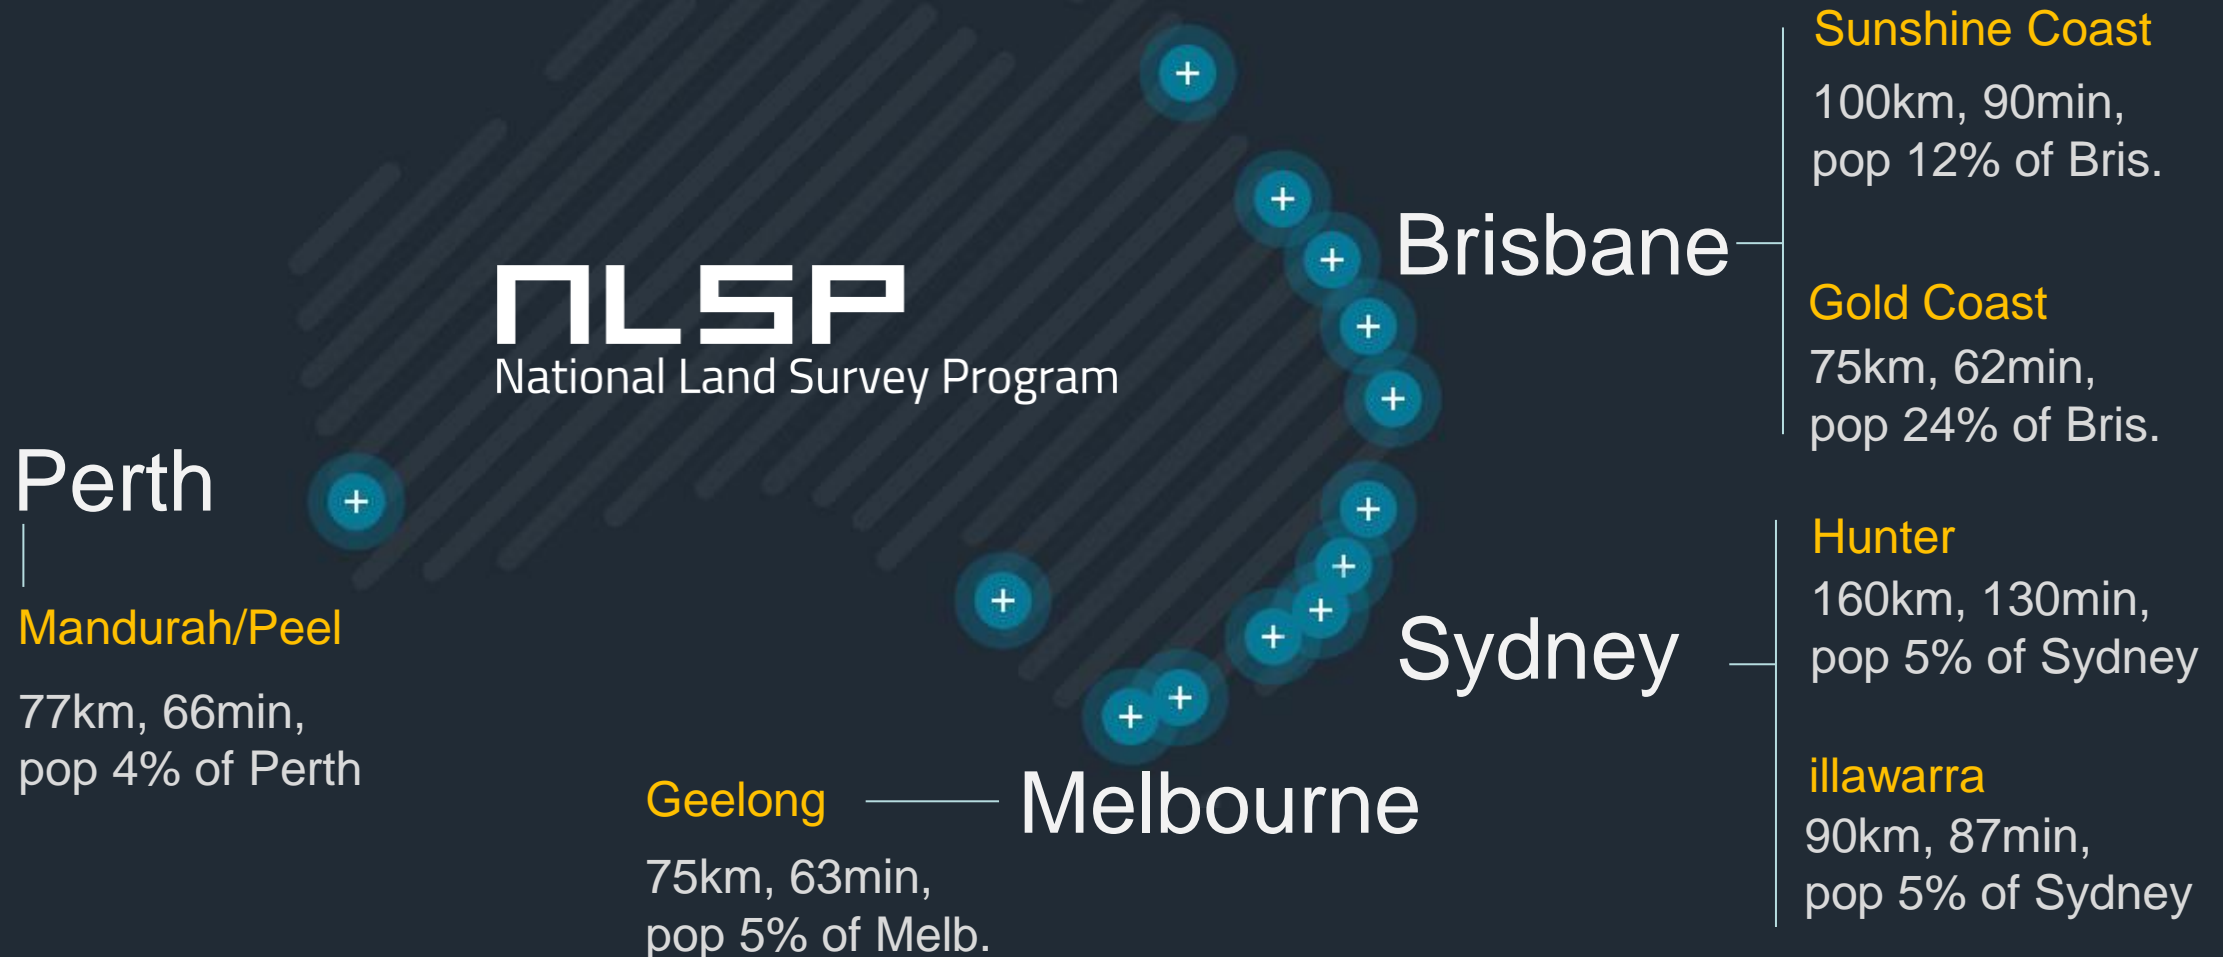 Sunshine Coast
100km, 90min,
pop 12% of Bris.
Brisbane
Gold Coast
75km, 62min,
pop 24% of Bris.
NLSP
National Land Survey Program
Perth
Mandurah/Peel
77km, 66min,
pop 4% of Perth
Hunter
160km, 130min,
pop 5% of Sydney
Sydney
illawarra
90km, 87min,
pop 5% of Sydney
Geelong
Melbourne
75km, 63min,
pop 5% of Melb.